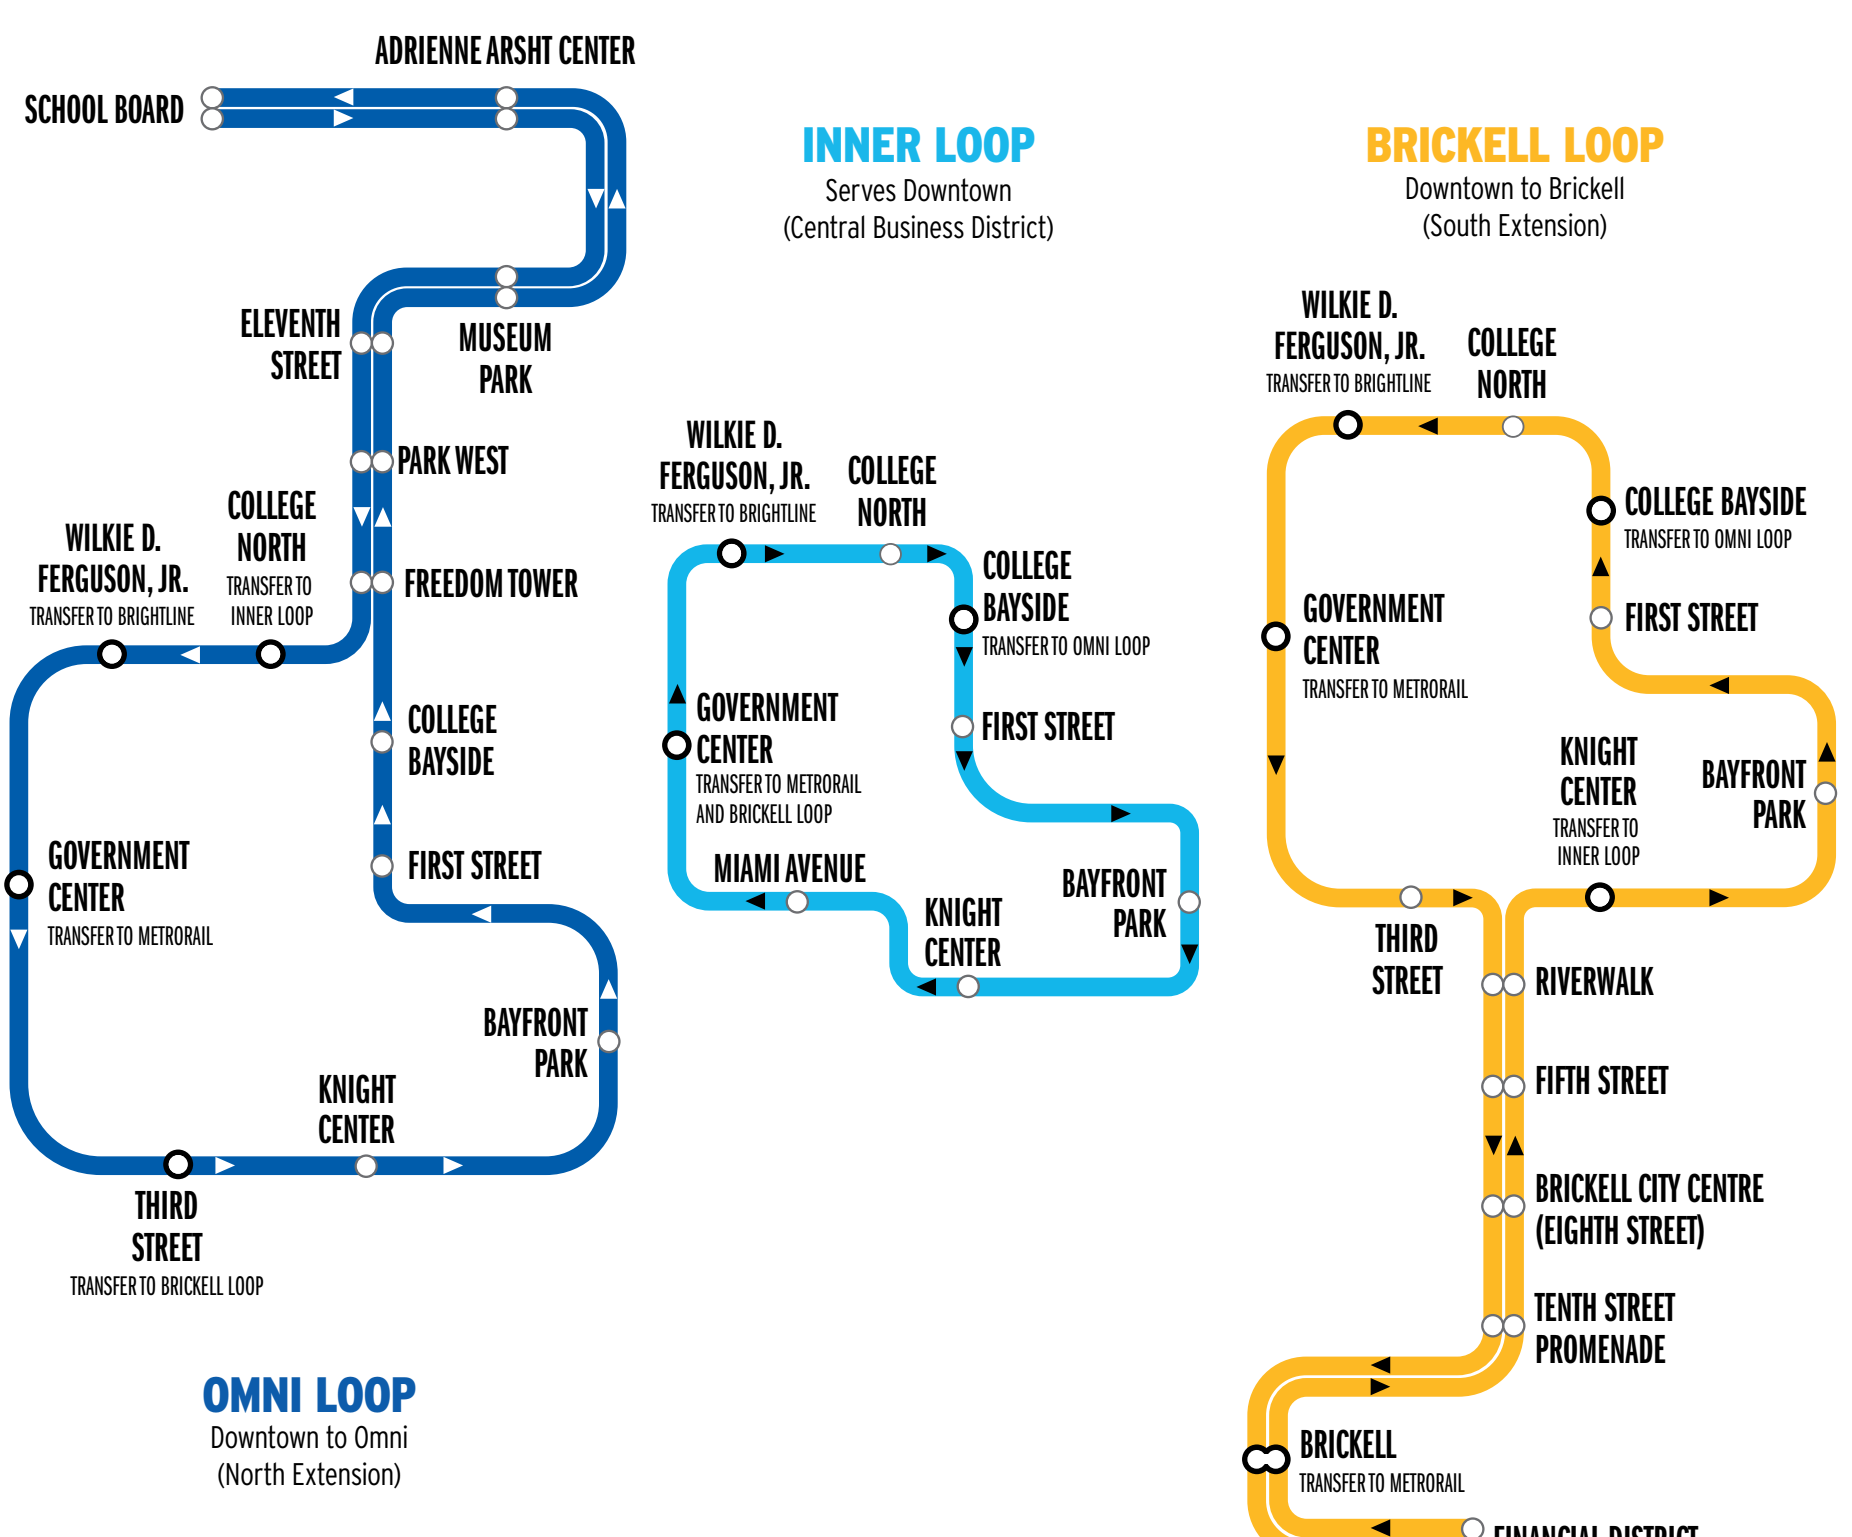 ADRIENNE ARSHT CENTER
SCHOOL BOARD
ELEVENTH
STREET
MUSEUM
PARK
PARK WEST
COLLEGE
NORTH
TRANSFER TO
INNER LOOP
WILKIE D.
FERGUSON, JR.
TRANSFER TO BRIGHTLINE
FREEDOM TOWER
COLLEGE
BAYSIDE
GOVERNMENT
CENTER
TRANSFER TO METRORAIL
FIRST STREET
BAYFRONT
PARK
KNIGHT
CENTER
THIRD
STREET
TRANSFER TO BRICKELL LOOP
OMNI LOOP
Downtown to Omni
(North Extension)
INNER LOOP
Serves Downtown
(Central Business District)
WILKIE D.
FERGUSON, JR.
TRANSFER TO BRIGHTLINE
COLLEGE
NORTH
COLLEGE
BAYSIDE
TRANSFER TO OMNI LOOP
GOVERNMENT
CENTER
TRANSFER TO METRORAIL
AND BRICKELL LOOP
FIRST STREET
MIAMI AVENUE
KNIGHT
CENTER
BAYFRONT
PARK
BRICKELL LOOP
Downtown to Brickell
(South Extension)
WILKIE D.
FERGUSON, JR.
TRANSFER TO BRIGHTLINE
COLLEGE
NORTH
COLLEGE BAYSIDE
TRANSFER TO OMNI LOOP
GOVERNMENT
CENTER
TRANSFER TO METRORAIL
FIRST STREET
KNIGHT
CENTER
TRANSFER TO
INNER LOOP
BAYFRONT
PARK
THIRD
STREET
RIVERWALK
FIFTH STREET
BRICKELL CITY CENTRE
(EIGHTH STREET)
TENTH STREET
PROMENADE
BRICKELL
TRANSFER TO METRORAIL
FINANCIAL DISTRICT